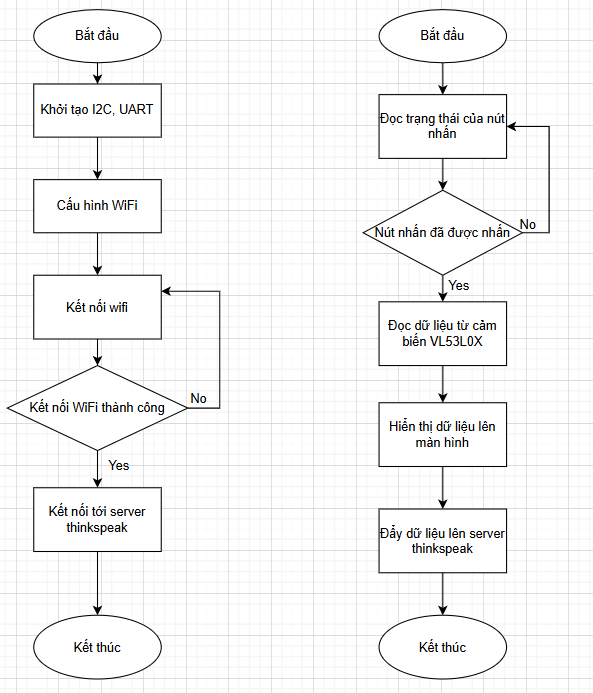 Bắt đầu
Khởi tạo I2C, UART
Cấu hình WiFi
Kết nối wifi
Kết nối WiFi thành công
No
Yes
Kết nối tới server
thinkspeak
Kết thúc
Bắt đầu
Đọc trạng thái của nút
nhấn
Nút nhấn đã được nhấn
No
Yes
Đọc dữ liệu từ cảm
biến VL53L0X
Hiển thị dữ liệu lên
màn hình
Đẩy dữ liệu lên server
thinkspeak
Kết thúc